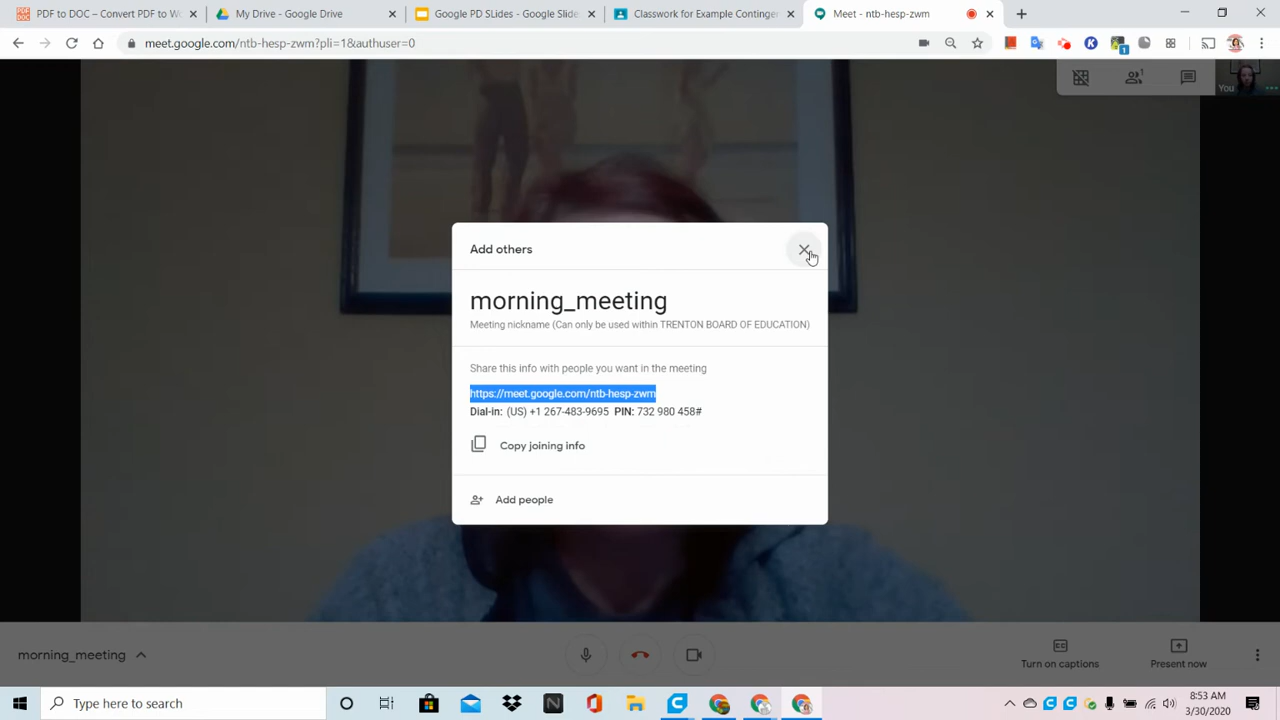 PDF to DOC – Convert PDF to W
My Drive - Google Drive
Google PD SLides - Google Slide
Classwork for Example Continger
Meet - ntb-hesp-zwm
meet.google.com/ntb-hesp-zwm?pli=1&authuser=0
1
1
You
Add others
morning_meeting
Meeting nickname (Can only be used within TRENTON BOARD OF EDUCATION)
Share this info with people you want in the meeting
https://meet.google.com/ntb-hesp-zwm
Dial-in: (US) +1 267-483-9695 PIN: 732 980 458#
Copy joining info
Add people
morning_meeting
CC
Turn on captions
Present now
Type here to search
8:53 AM
3/30/2020